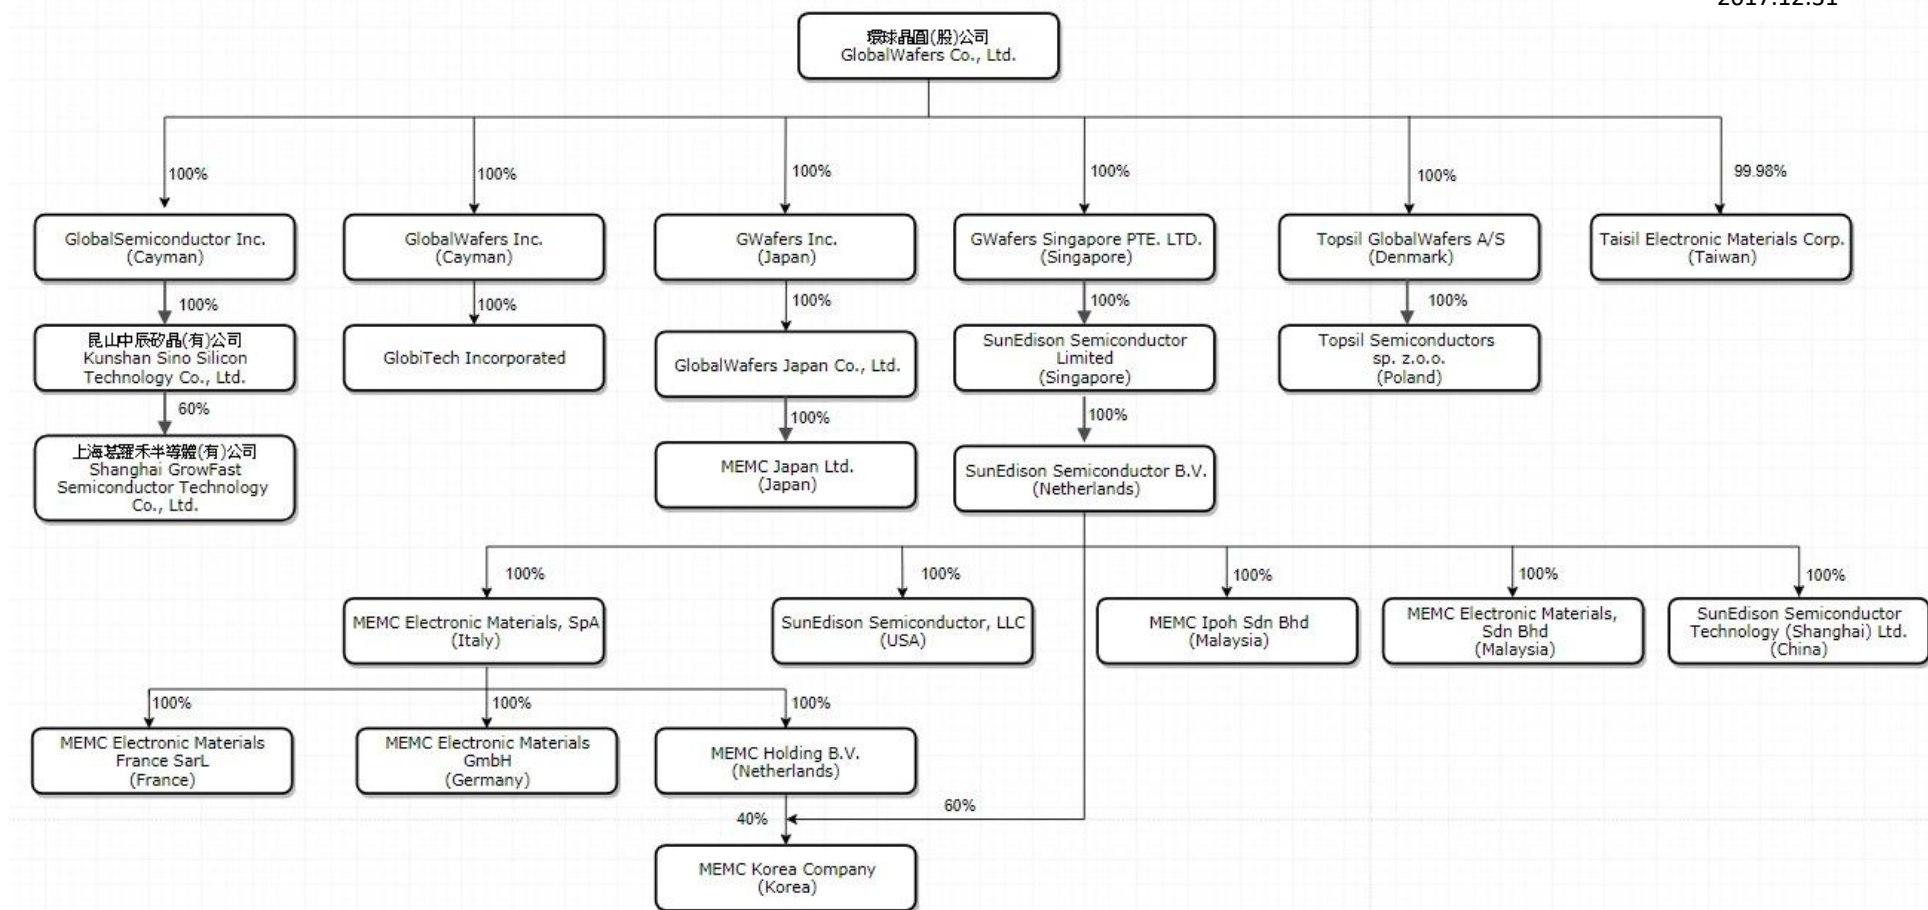 2017.12.31
環球晶圓(股)公司
GlobalWafers Co., Ltd.
100%
100%
100%
100%
100%
99.98%
GlobalSemiconductor Inc.
(Cayman)
GlobalWafers Inc.
(Cayman)
GWafers Inc.
(Japan)
GWafers Singapore PTE. LTD.
(Singapore)
Topsil GlobalWafers A/S
(Denmark)
Taisil Electronic Materials Corp.
(Taiwan)
100%
100%
100%
100%
100%
昆山中辰矽晶(有)公司
Kunshan Sino Silicon
Technology Co., Ltd.
GlobiTech Incorporated
GlobalWafers Japan Co., Ltd.
SunEdison Semiconductor
Limited
(Singapore)
Topsil Semiconductors
sp. z.o.o.
(Poland)
60%
100%
100%
上海葛羅禾半導體(有)公司
Shanghai GrowFast
Semiconductor Technology
Co., Ltd.
MEMC Japan Ltd.
(Japan)
SunEdison Semiconductor B.V.
(Netherlands)
100%
100%
100%
100%
100%
MEMC Electronic Materials, SpA
(Italy)
SunEdison Semiconductor, LLC
(USA)
MEMC Ipoh Sdn Bhd
(Malaysia)
MEMC Electronic Materials,
Sdn Bhd
(Malaysia)
SunEdison Semiconductor
Technology (Shanghai) Ltd.
(China)
100%
100%
100%
MEMC Electronic Materials
France SarL
(France)
MEMC Electronic Materials
GmbH
(Germany)
MEMC Holding B.V.
(Netherlands)
60%
40%
MEMC Korea Company
(Korea)